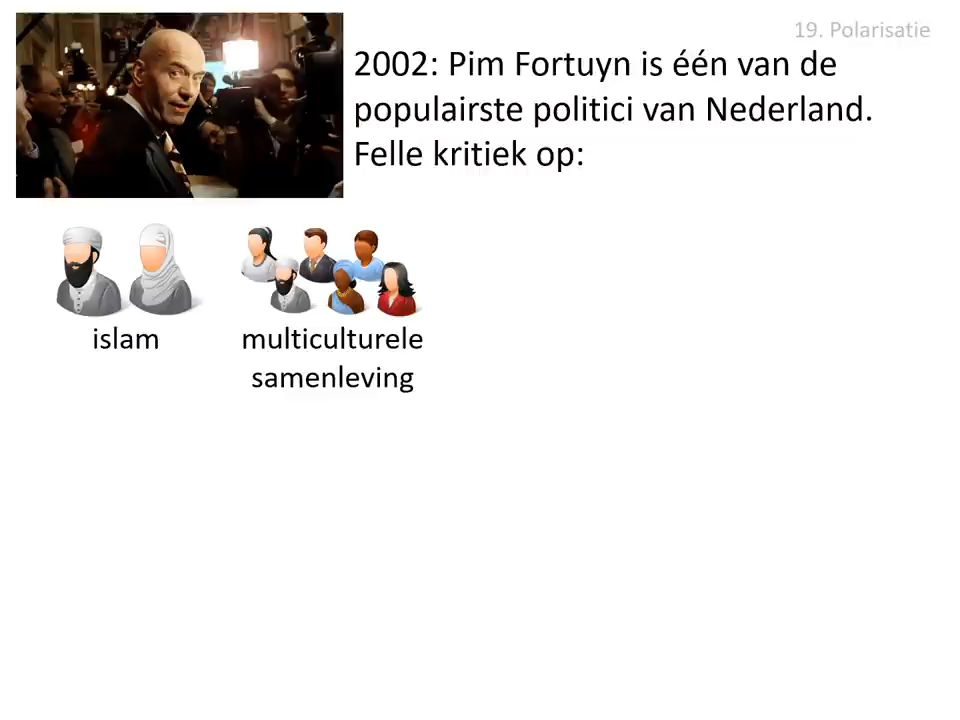 19. Polarisatie
2002: Pim Fortuyn is één van de
populairste politici van Nederland.
Felle kritiek op:
islam
multiculturele
samenleving